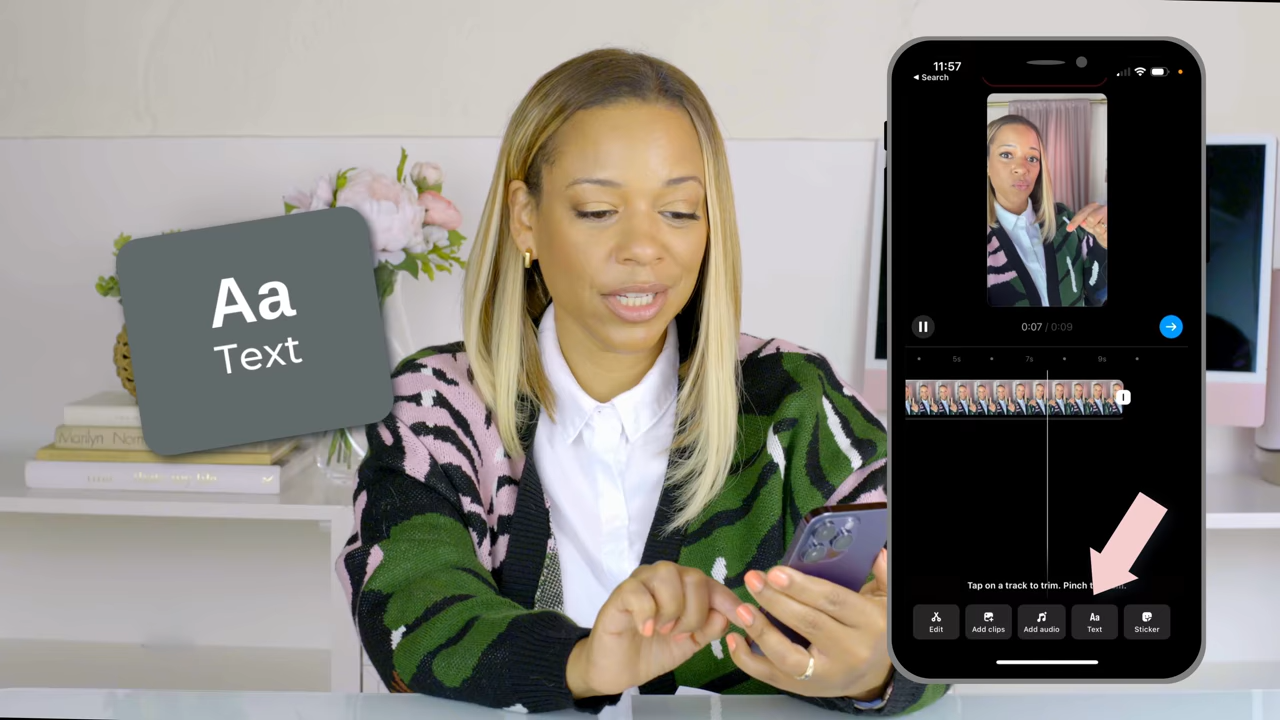 Aa
Text
Marilyn
11:57
◀ Search
0:07 / 0:09
5s
7s
9s
Tap on a track to trim. Pinch t
Edit
Add clips
Add audio
Aa
Text
Sticker